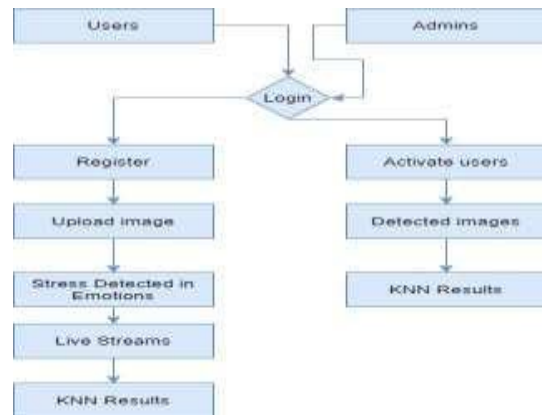 Users
Admins
Login
Register
Activate users
Upload image
Detected images
Stress Detected in
Emotions
KNN Results
Live Streams
KNN Results